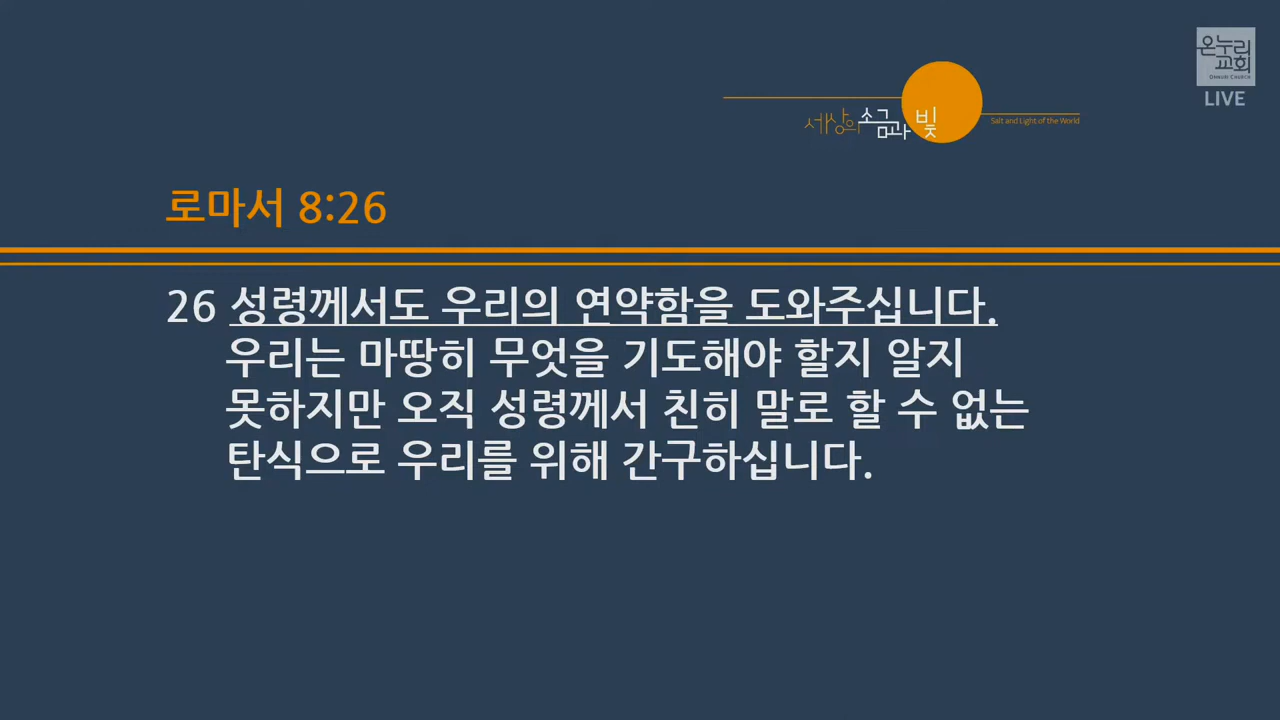 온누리
교회
ONNURI CHURCH
LIVE
세상의 소금과 빛
Salt and Light of the World
로마서 8:26
26 성령께서도 우리의 연약함을 도와주십니다.
우리는 마땅히 무엇을 기도해야 할지 알지
못하지만 오직 성령께서 친히 말로 할 수 없는
탄식으로 우리를 위해 간구하십니다.